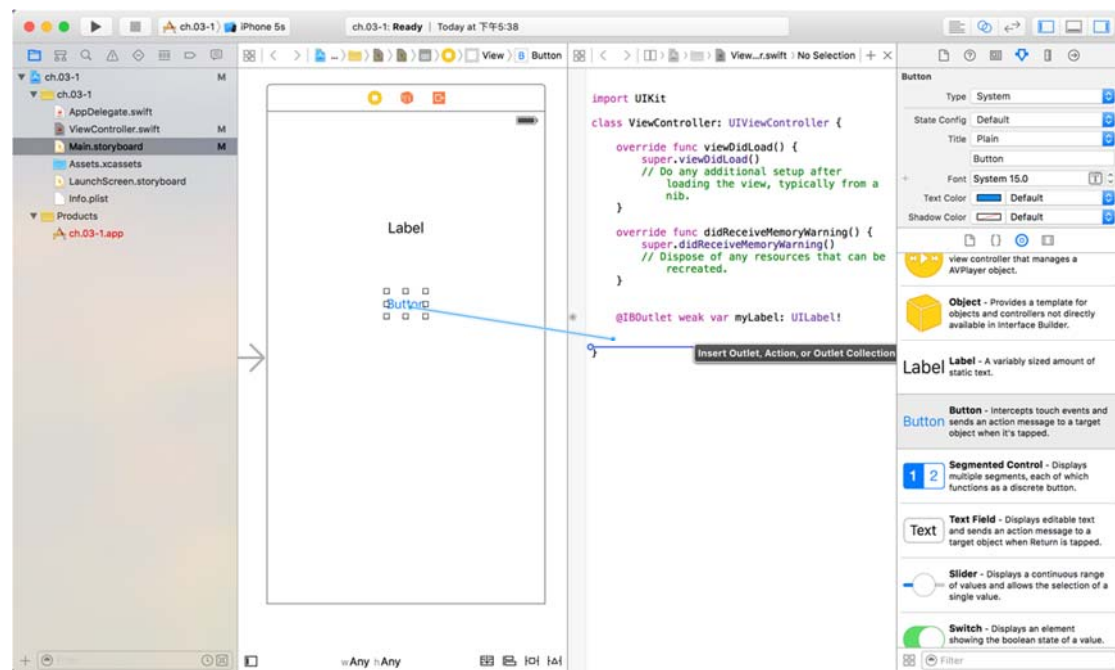 ch.03-1
iPhone 5s
ch.03-1: Ready | Today at 下午5:38
View
B Button
View...r.swift
No Selection
ch.03-1 M
ch.03-1
AppDelegate.swift
ViewController.swift M
Main.storyboard M
Assets.xcassets
LaunchScreen.storyboard
Info.plist
Products
ch.03-1.app
Label
Button
wAny hAny
import UIKit
class ViewController: UIViewController {
override func viewDidLoad() {
super.viewDidLoad()
// Do any additional setup after
loading the view, typically from a
nib.
}
override func didReceiveMemoryWarning() {
super.didReceiveMemoryWarning()
// Dispose of any resources that can be
recreated.
}
@IBOutlet weak var myLabel: UILabel!
}
Insert Outlet, Action, or Outlet Collection
Button
Type System
State Config Default
Title Plain
Button
+ Font System 15.0
Text Color Default
Shadow Color Default
view controller that manages a
AVPlayer object.
Object - Provides a template for
objects and controllers not directly
available in Interface Builder.
Label
Label - A variably sized amount of
static text.
Button
Button - Intercepts touch events and
sends an action message to a target
object when it's tapped.
1 2
Segmented Control - Displays
multiple segments, each of which
functions as a discrete button.
Text
Text Field - Displays editable text
and sends an action message to a
target object when Return is tapped.
Slider - Displays a continuous range
of values and allows the selection of a
single value.
Switch - Displays an element
showing the boolean state of a value.
Filter